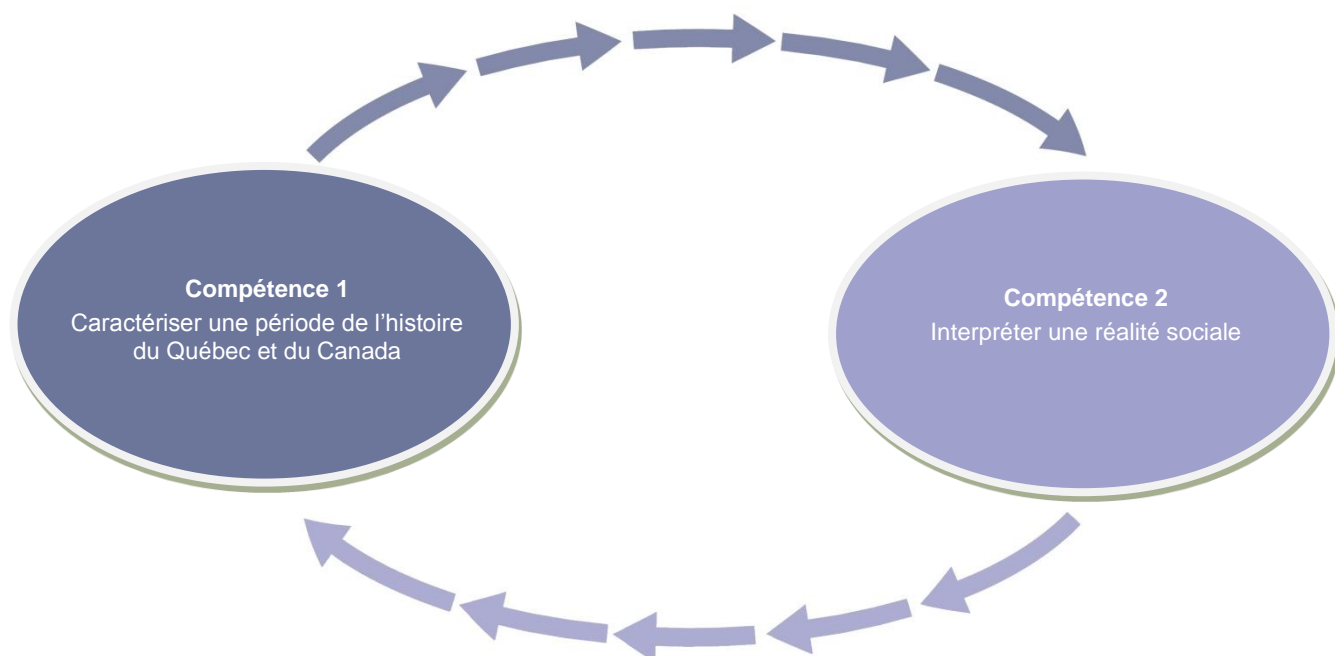 Compétence 1
Caractériser une période de l’histoire
du Québec et du Canada
Compétence 2
Interpréter une réalité sociale